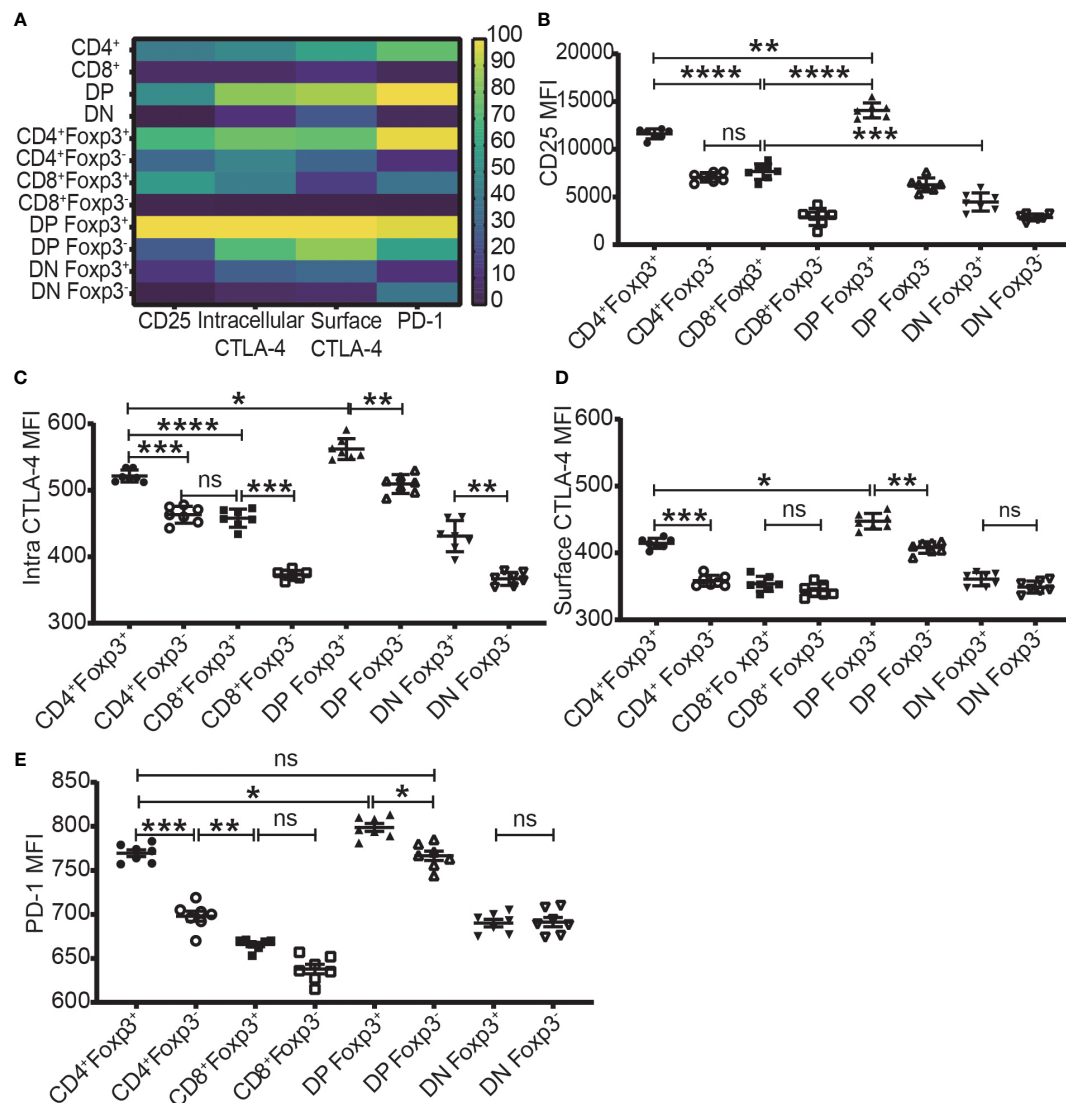 A
CD4⁺
CD8⁺
DP
DN
CD4⁺Foxp3⁺
CD4⁺Foxp3⁻
CD8⁺Foxp3⁺
CD8⁺Foxp3⁻
DP Foxp3⁺
DP Foxp3⁻
DN Foxp3⁺
DN Foxp3⁻
CD25 Intracellular Surface PD-1
CTLA-4 CTLA-4
100
90
80
70
60
50
40
30
20
10
0
B
CD25 MFI
20000
15000
10000
5000
0
**
**** ****
***
ns
CD4⁺Foxp3⁺
CD4⁺Foxp3⁻
CD8⁺Foxp3⁺
CD8⁺Foxp3⁻
DP Foxp3⁺
DP Foxp3⁻
DN Foxp3⁺
DN Foxp3⁻
C
Intra CTLA-4 MFI
600
500
400
300
*
**** **
***
ns *** **
CD4⁺Foxp3⁺
CD4⁺Foxp3⁻
CD8⁺Foxp3⁺
CD8⁺Foxp3⁻
DP Foxp3⁺
DP Foxp3⁻
DN Foxp3⁺
DN Foxp3⁻
D
Surface CTLA-4 MFI
600
500
400
300
* **
*** ns ns
CD4⁺Foxp3⁺
CD4⁺ Foxp3⁻
CD8⁺Fo xp3⁺
CD8⁺ Foxp3⁻
DP Foxp3⁺
DP Foxp3⁻
DN Foxp3⁺
DN Foxp3⁻
E
PD-1 MFI
850
800
750
700
650
600
ns
* *
*** ** ns ns
CD4⁺Foxp3⁺
CD4⁺Foxp3⁻
CD8⁺Foxp3⁺
CD8⁺Foxp3⁻
DP Foxp3⁺
DP Foxp3⁻
DN Foxp3⁺
DN Foxp3⁻